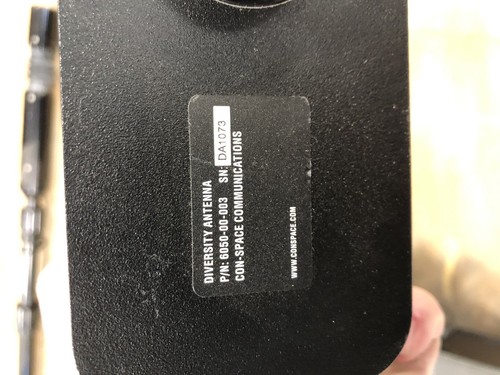 DIVERSITY ANTENNA
P/N: 6050-00-003 SN: DA1073
CON-SPACE COMMUNICATIONS
WWW.CONSPACE.COM